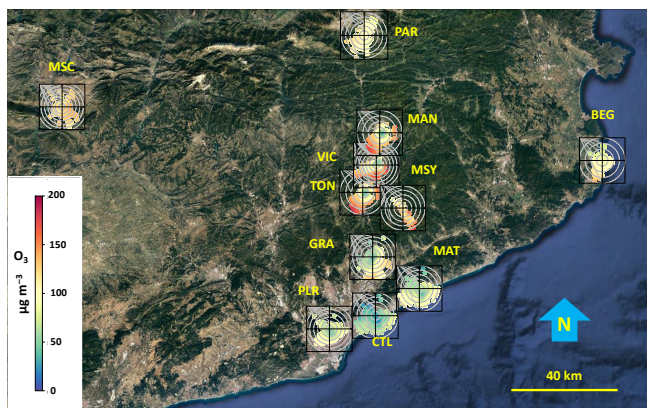 PAR
MSC
MAN
BEG
VIC
MSY
TON
200
150
O₃
100
µg m⁻³
50
0
GRA
MAT
PLR
CTL
N
40 km